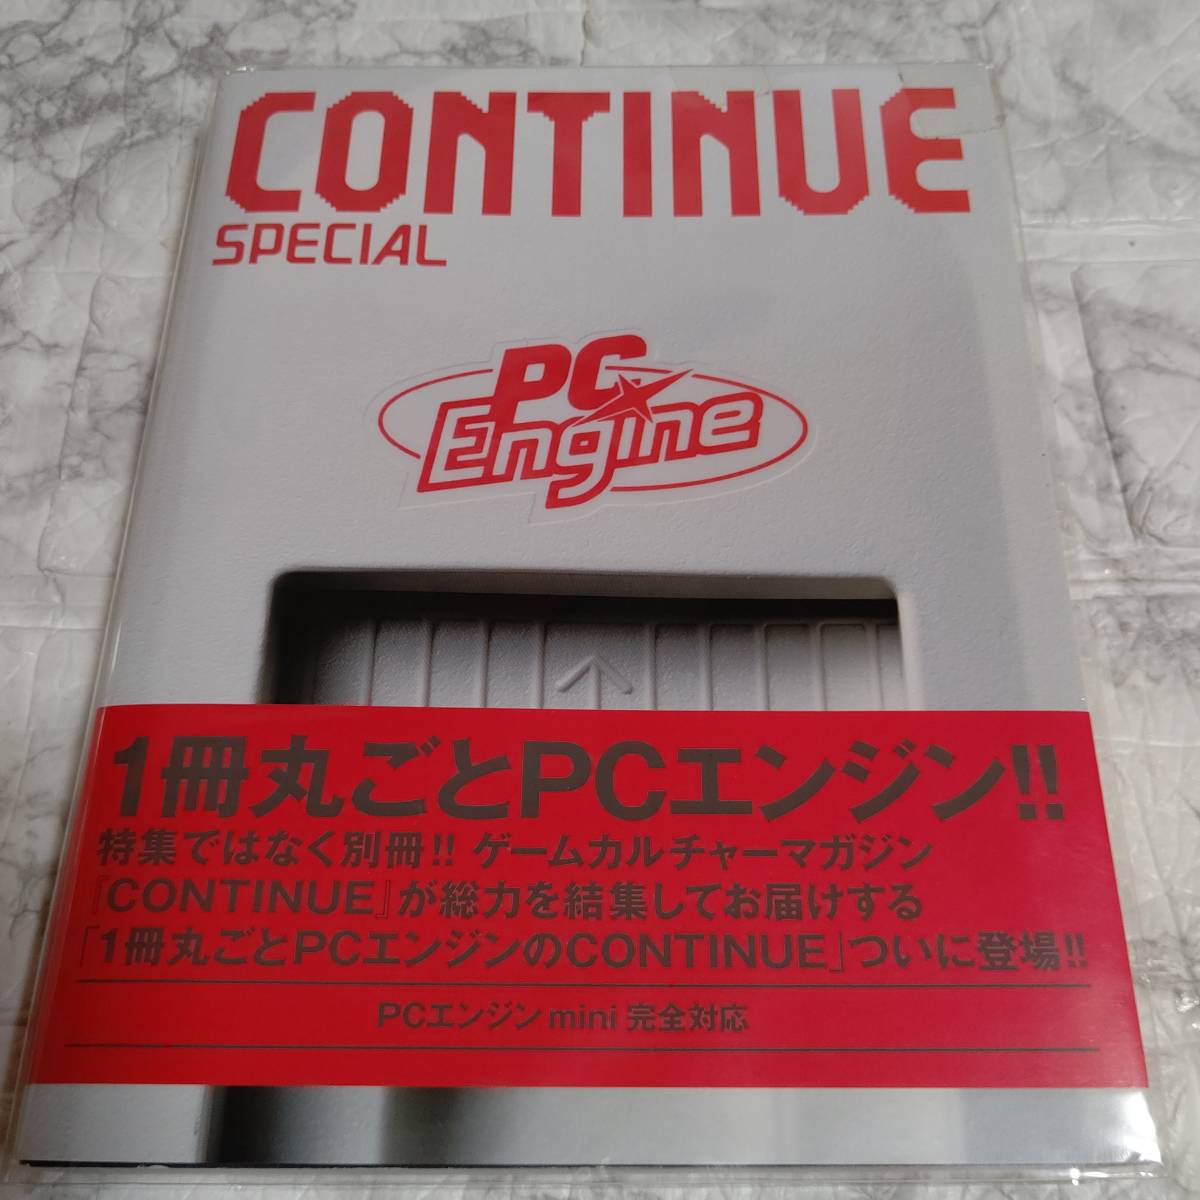 CONTINUE
SPECIAL
PC
Engine
1冊丸ごとPCエンジン!!
特集ではなく別冊!! ゲームカルチャーマガジン
『CONTINUE』が総力を結集してお届けする
「1冊丸ごとPCエンジンのCONTINUE」ついに登場!!
PCエンジン mini 完全対応